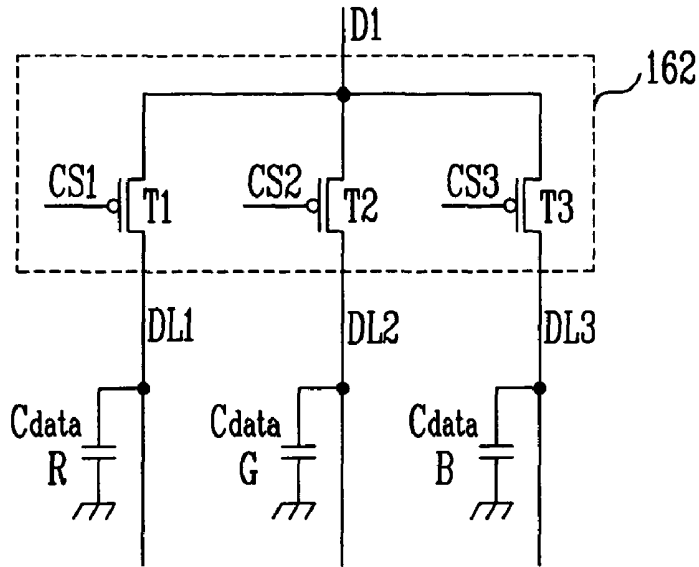 D1
162
CS1
T1
CS2
T2
CS3
T3
DL1
DL2
DL3
Cdata
R
Cdata
G
Cdata
B